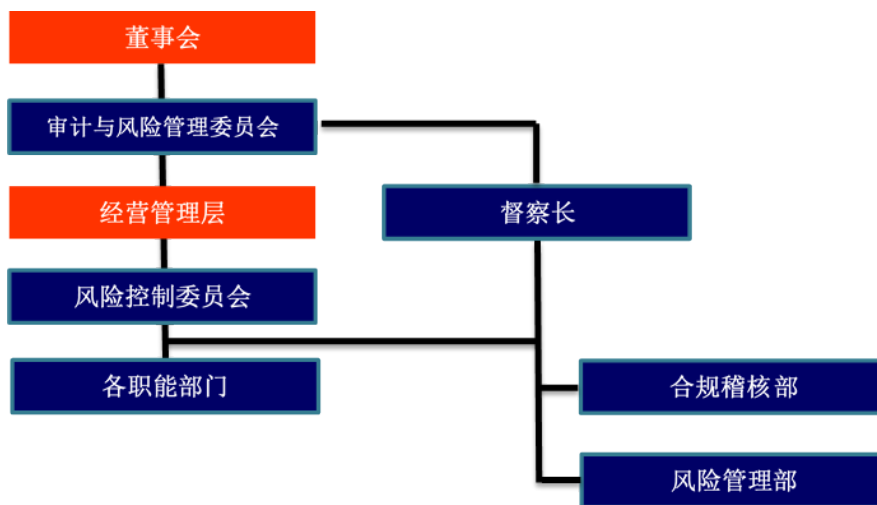 董事会
审计与风险管理委员会
经营管理层
督察长
风险控制委员会
各职能部门
合规稽核部
风险管理部